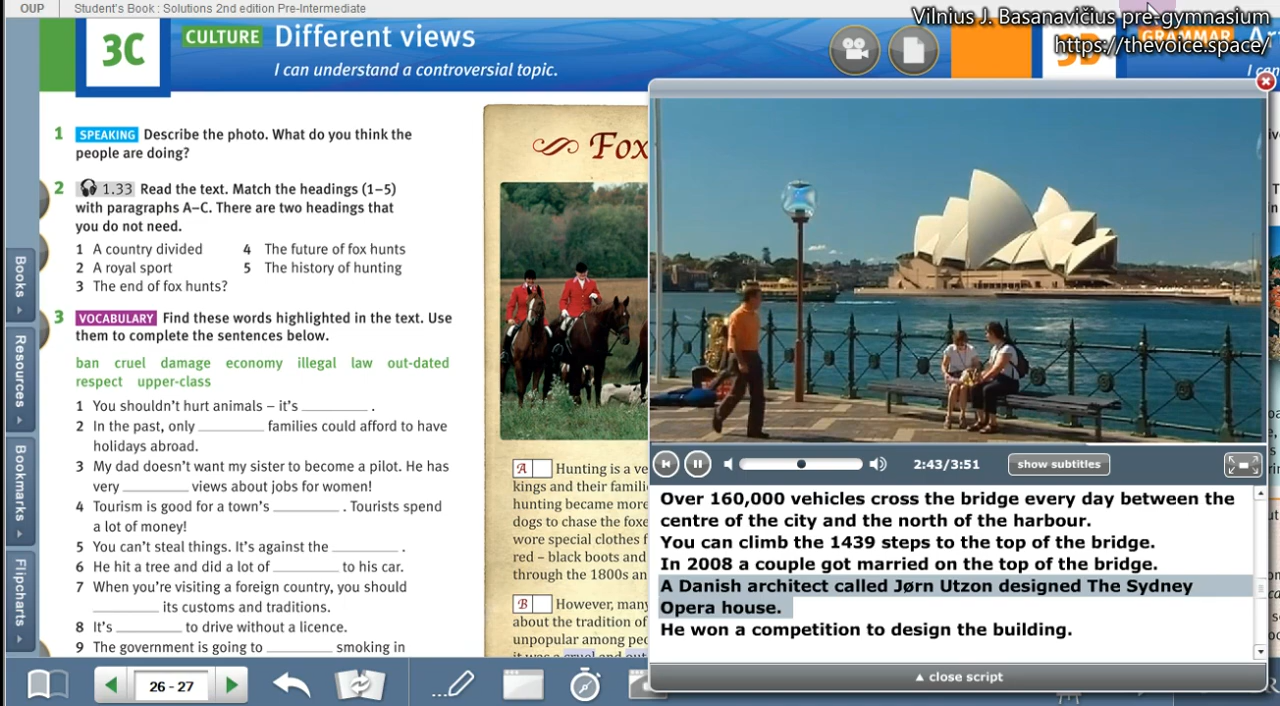 OUP
Student's Book : Solutions 2nd edition Pre-Intermediate
Vilnius J. Basanavičius pre-gymnasium
https://thevoice.space/
3C
CULTURE Different views
I can understand a controversial topic.
GRAMMAR
I can
1 SPEAKING Describe the photo. What do you think the
people are doing?
2 1.33 Read the text. Match the headings (1–5)
with paragraphs A–C. There are two headings that
you do not need.
1 A country divided
2 A royal sport
3 The end of fox hunts?
4 The future of fox hunts
5 The history of hunting
3 VOCABULARY Find these words highlighted in the text. Use
them to complete the sentences below.
ban cruel damage economy illegal law out-dated
respect upper-class
1 You shouldn't hurt animals – it's ________ .
2 In the past, only ________ families could afford to have
holidays abroad.
3 My dad doesn't want my sister to become a pilot. He has
very ________ views about jobs for women!
4 Tourism is good for a town's ________ . Tourists spend
a lot of money!
5 You can't steal things. It's against the ________ .
6 He hit a tree and did a lot of ________ to his car.
7 When you're visiting a foreign country, you should
________ its customs and traditions.
8 It's ________ to drive without a licence.
9 The government is going to ________ smoking in
Fox
A Hunting is a ve
kings and their famili
hunting became more
dogs to chase the foxe
wore special clothes f
red – black boots and
through the 1800s an
B However, many
about the tradition of
unpopular among peo
it was a cruel and out
2:43/3:51
show subtitles
Over 160,000 vehicles cross the bridge every day between the
centre of the city and the north of the harbour.
You can climb the 1439 steps to the top of the bridge.
In 2008 a couple got married on the top of the bridge.
A Danish architect called Jørn Utzon designed The Sydney
Opera house.
He won a competition to design the building.
▲ close script
Books
Resources
Bookmarks
Flipcharts
26 - 27